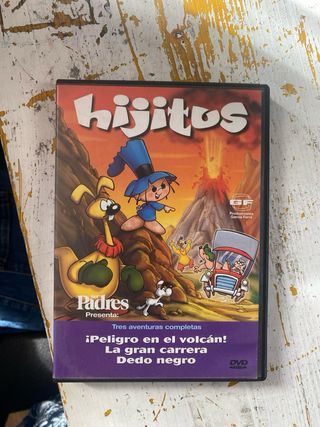 hijitus
GF
Producciones
García Ferré
Padres
Presenta:
Tres aventuras completas
¡Peligro en el volcán!
La gran carrera
Dedo negro
DVD